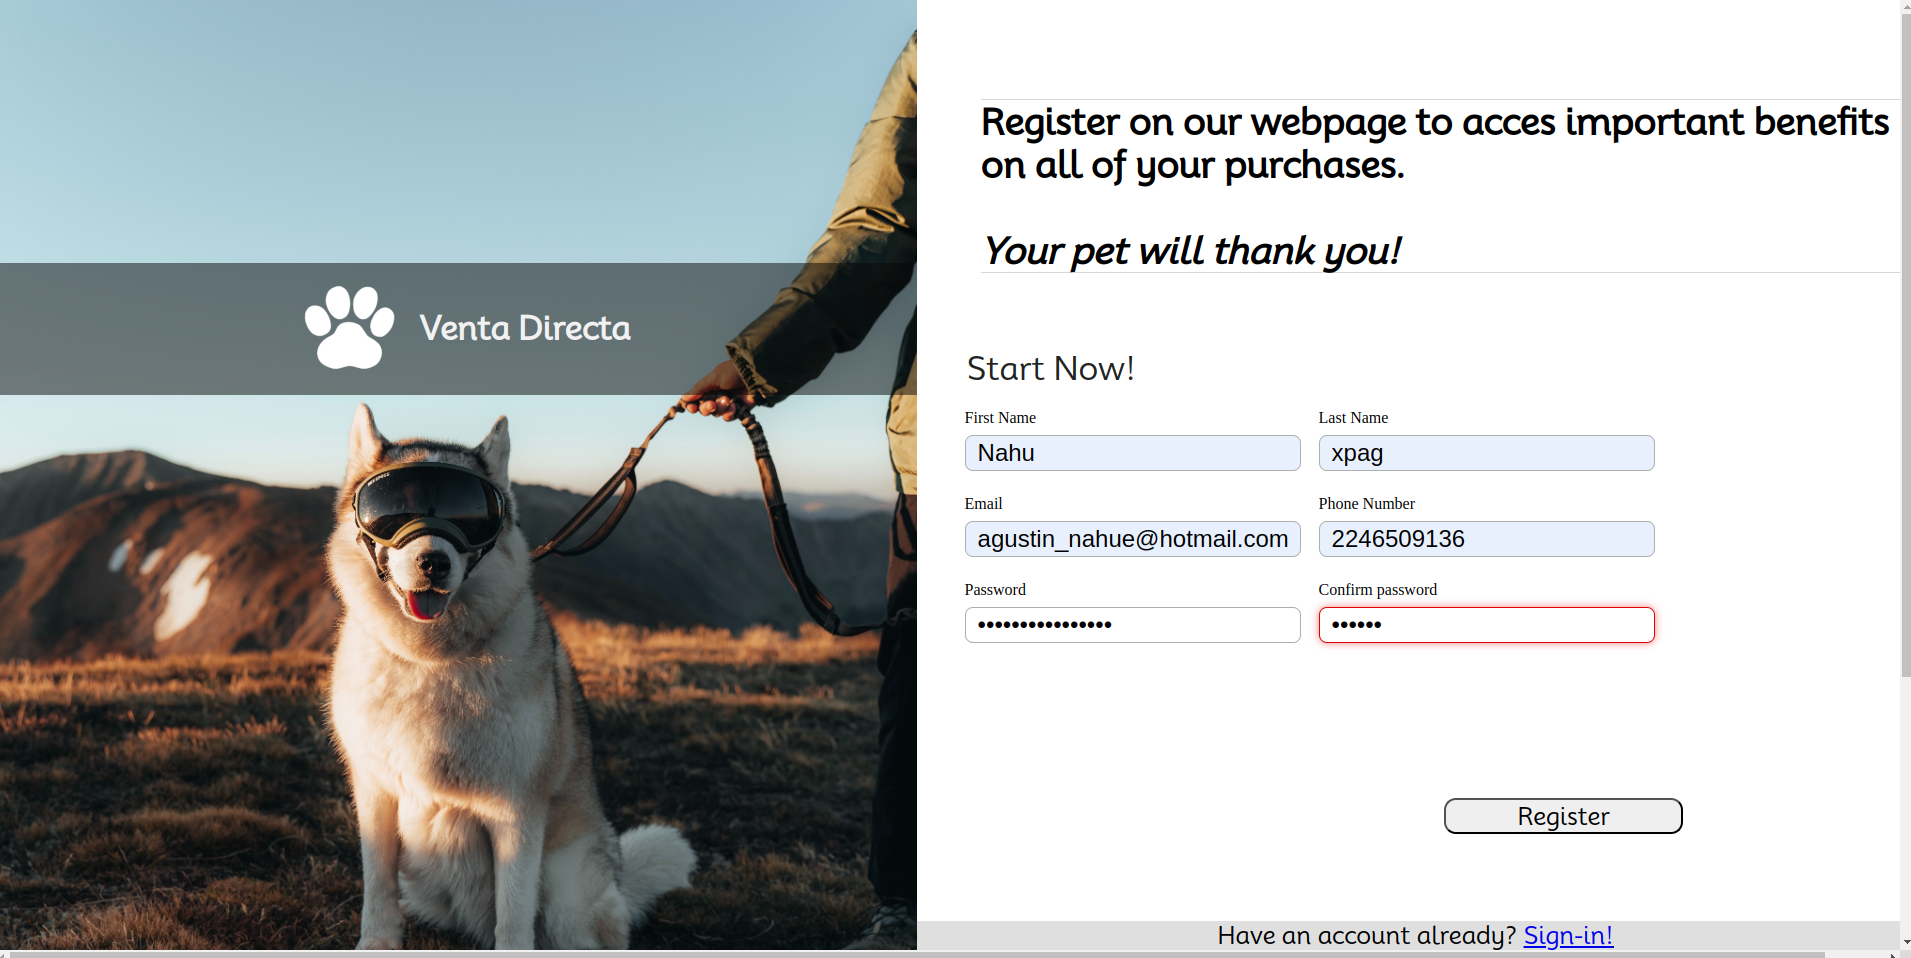 Venta Directa
Register on our webpage to acces important benefits
on all of your purchases.
Your pet will thank you!
Start Now!
First Name
Last Name
Nahu
xpag
Email
Phone Number
agustin_nahue@hotmail.com
2246509136
Password
Confirm password
••••••••••••••••
••••••
Register
Have an account already? Sign-in!